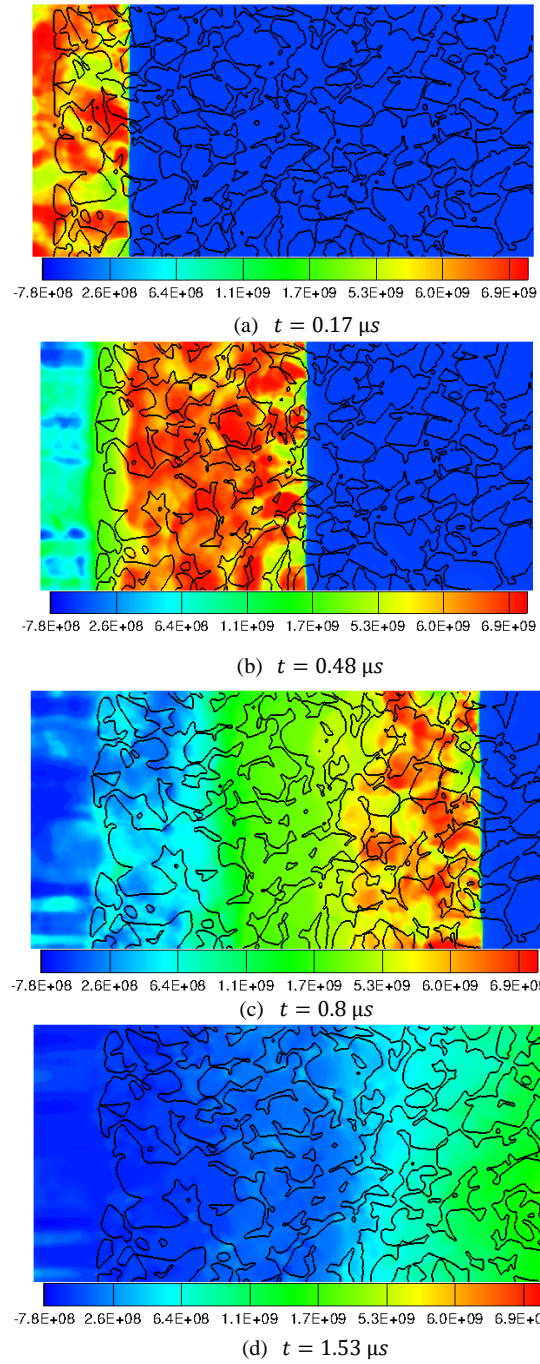 -7.8E+08 2.6E+08 6.4E+08 1.1E+09 1.7E+09 5.3E+09 6.0E+09 6.9E+09
(a) t = 0.17 μs
-7.8E+08 2.6E+08 6.4E+08 1.1E+09 1.7E+09 5.3E+09 6.0E+09 6.9E+09
(b) t = 0.48 μs
-7.8E+08 2.6E+08 6.4E+08 1.1E+09 1.7E+09 5.3E+09 6.0E+09 6.9E+09
(c) t = 0.8 μs
-7.8E+08 2.6E+08 6.4E+08 1.1E+09 1.7E+09 5.3E+09 6.0E+09 6.9E+0
(d) t = 1.53 μs